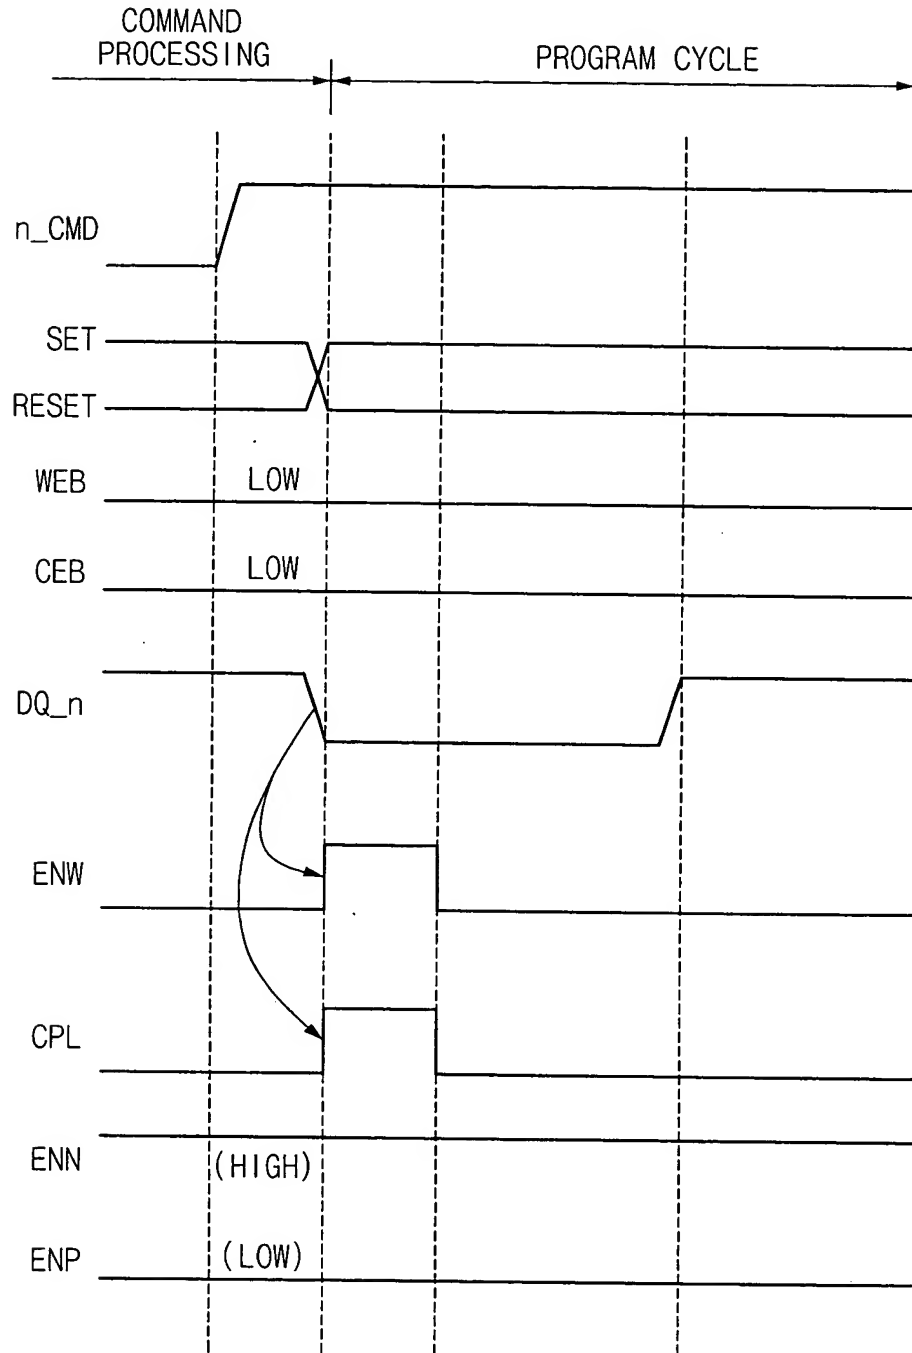 COMMAND
PROCESSING
PROGRAM CYCLE
n_CMD
SET
RESET
WEB
LOW
CEB
LOW
DQ_n
ENW
CPL
ENN
(HIGH)
ENP
(LOW)